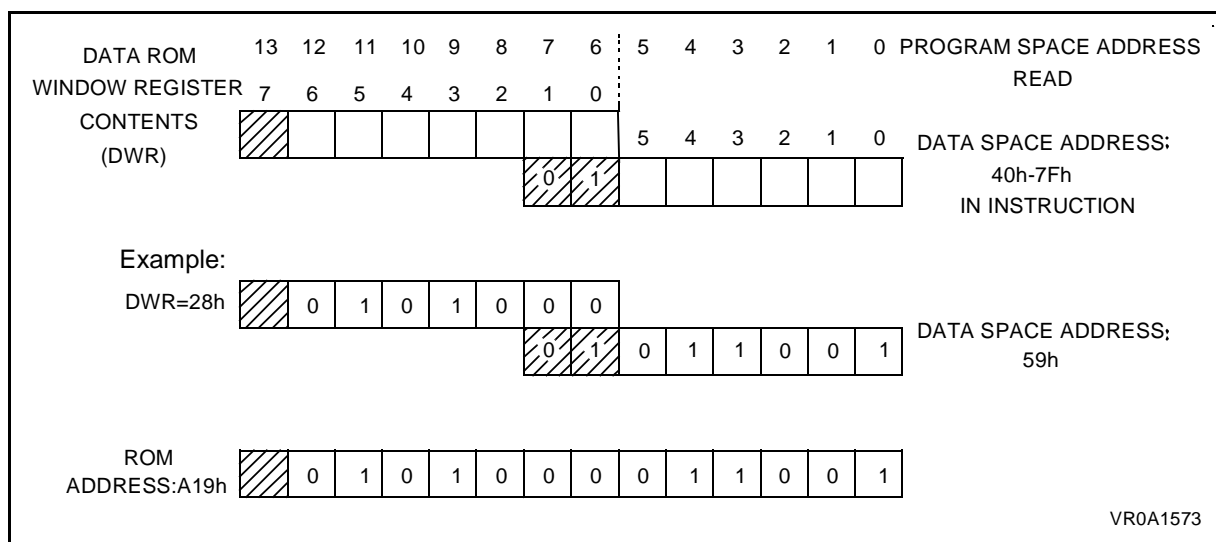 13 12 11 10 9 8 7 6 5 4 3 2 1 0 PROGRAM SPACE ADDRESS
READ
DATA ROM
WINDOW REGISTER
CONTENTS
(DWR)
7 6 5 4 3 2 1 0
5 4 3 2 1 0
0 1
DATA SPACE ADDRESS:
40h-7Fh
IN INSTRUCTION
Example:
DWR=28h
0 1 0 1 0 0 0
0 1 0 1 1 0 0 1
DATA SPACE ADDRESS:
59h
ROM
ADDRESS:A19h
0 1 0 1 0 0 0 0 1 1 0 0 1
VR0A1573